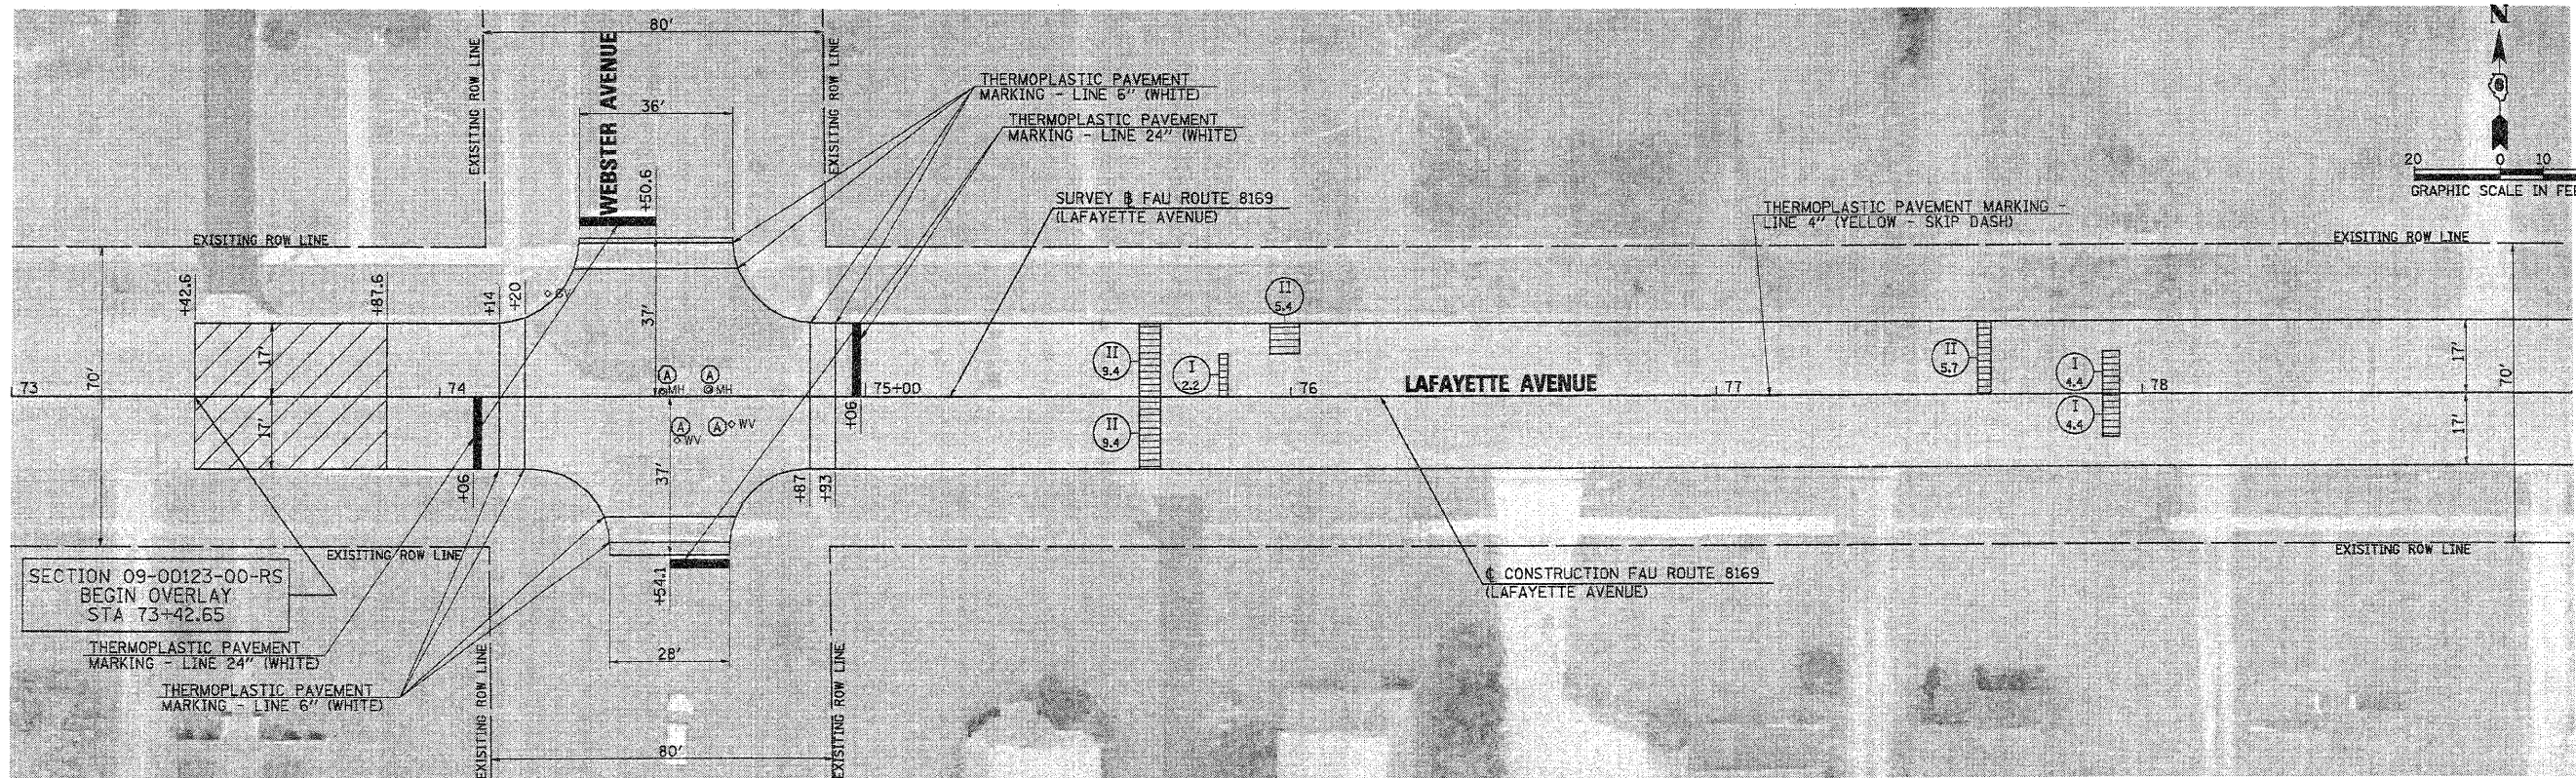 80'
N
WEBSTER AVENUE
EXISITING ROW LINE
EXISITING ROW LINE
THERMOPLASTIC PAVEMENT
MARKING - LINE 6" (WHITE)
36'
THERMOPLASTIC PAVEMENT
MARKING - LINE 24" (WHITE)
20 0 10
GRAPHIC SCALE IN FEE
+50.6
SURVEY ⅊ FAU ROUTE 8169
(LAFAYETTE AVENUE)
THERMOPLASTIC PAVEMENT MARKING -
LINE 4" (YELLOW - SKIP DASH)
EXISITING ROW LINE
EXISITING ROW LINE
+42.6
+87.6
+14
+20
GV
37'
II
5.4
17'
70'
II
9.4
I
2.2
II
5.7
I
4.4
17'
70'
A
MH
A
MH
73
74
75+00
76
LAFAYETTE AVENUE
77
78
17'
+06
A
WV
A
WV
+06
II
9.4
I
4.4
17'
37'
+87
+93
EXISITING ROW LINE
EXISITING ROW LINE
SECTION 09-00123-00-RS
BEGIN OVERLAY
STA 73+42.65
+54.1
℄ CONSTRUCTION FAU ROUTE 8169
(LAFAYETTE AVENUE)
THERMOPLASTIC PAVEMENT
MARKING - LINE 24" (WHITE)
28'
THERMOPLASTIC PAVEMENT
MARKING - LINE 6" (WHITE)
EXISITING ROW LINE
EXISITING ROW LINE
80'